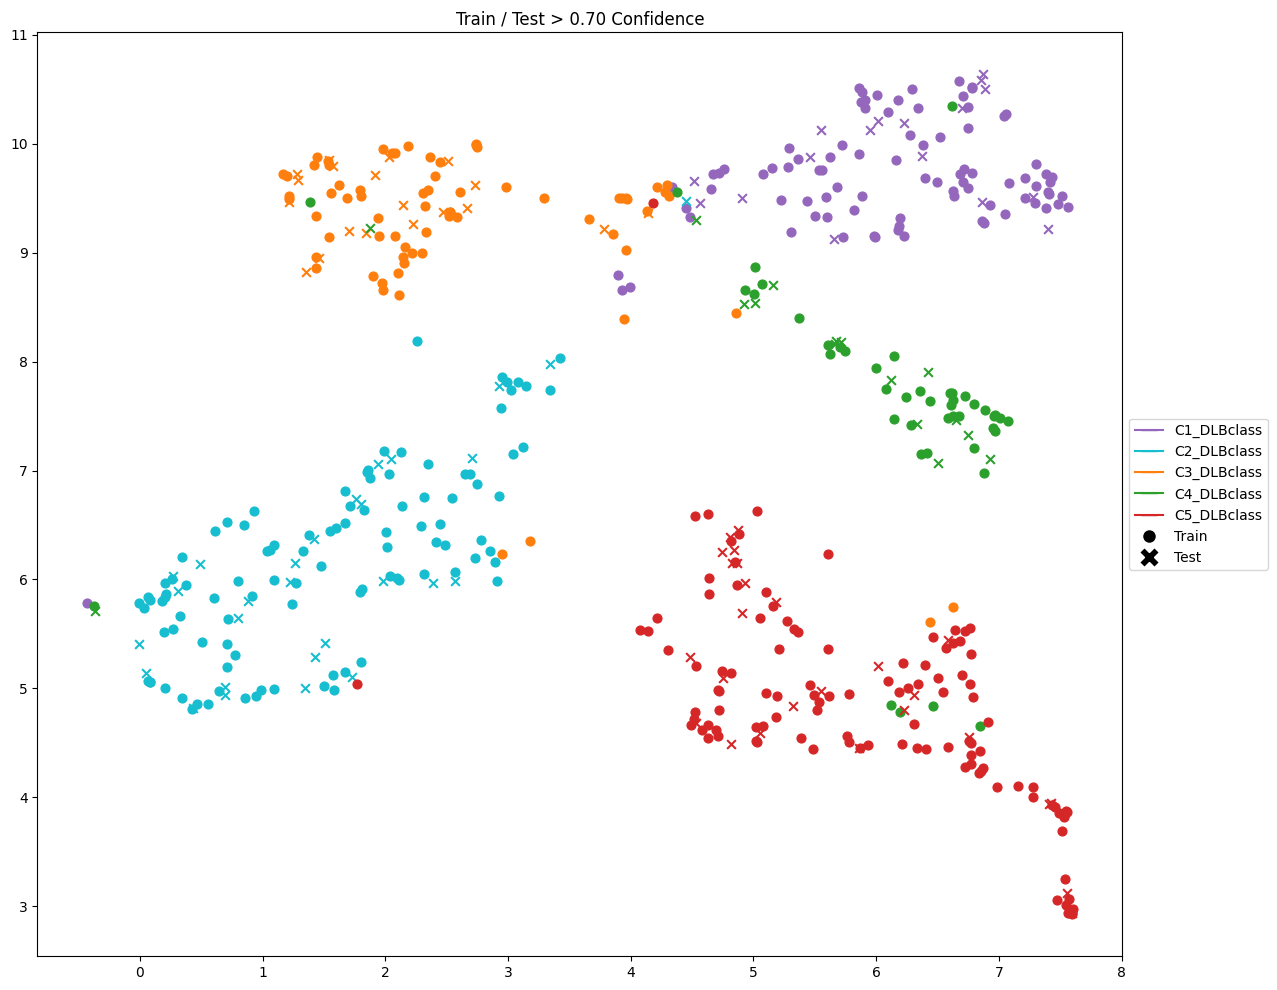 Train / Test > 0.70 Confidence
11
10
9
8
7
6
5
4
3
0 1 2 3 4 5 6 7 8
C1_DLBclass
C2_DLBclass
C3_DLBclass
C4_DLBclass
C5_DLBclass
Train
Test